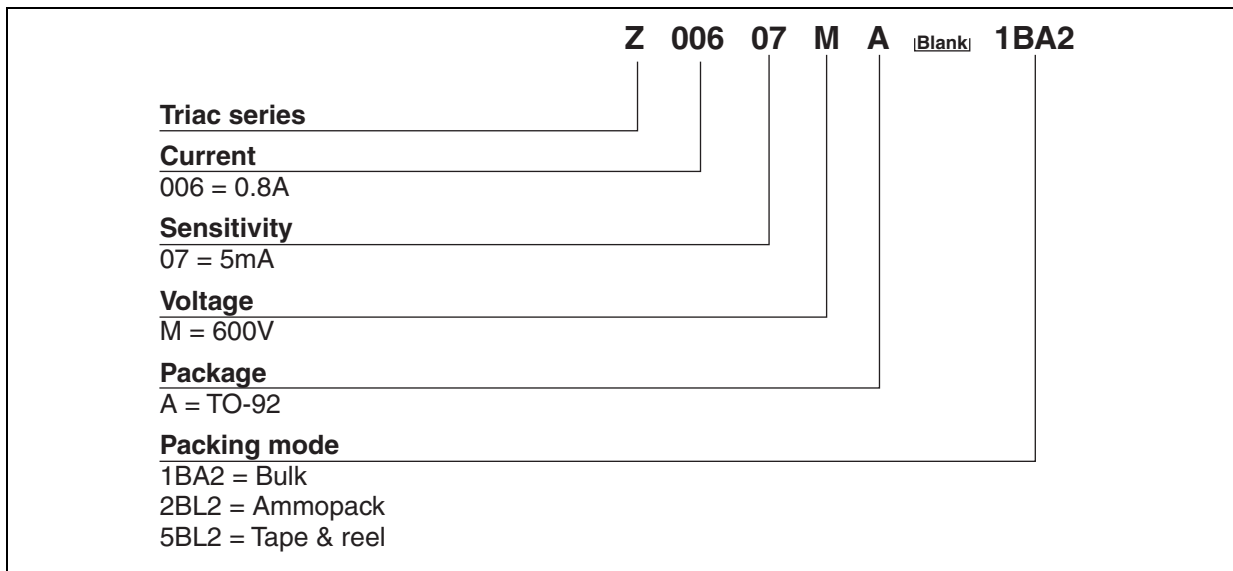 Z 006 07 M A Blank 1BA2
Triac series
Current
006 = 0.8A
Sensitivity
07 = 5mA
Voltage
M = 600V
Package
A = TO-92
Packing mode
1BA2 = Bulk
2BL2 = Ammopack
5BL2 = Tape & reel